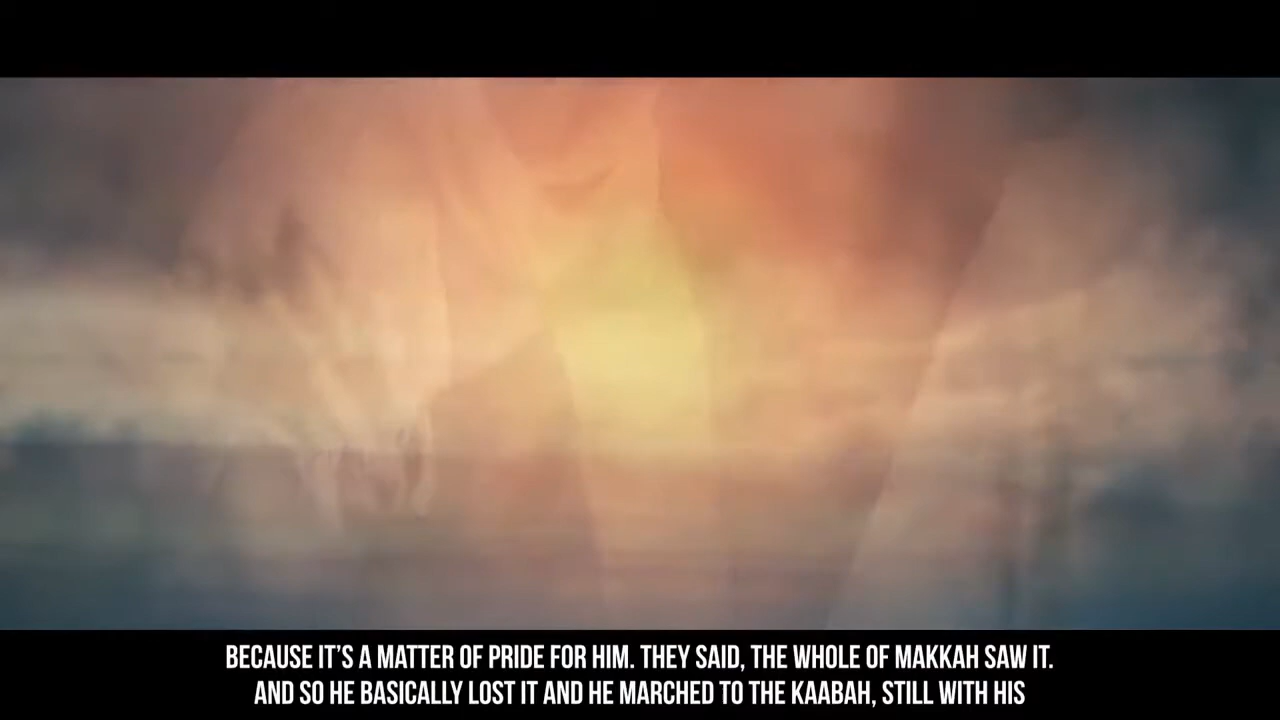 BECAUSE IT'S A MATTER OF PRIDE FOR HIM. THEY SAID, THE WHOLE OF MAKKAH SAW IT.
AND SO HE BASICALLY LOST IT AND HE MARCHED TO THE KAABAH, STILL WITH HIS